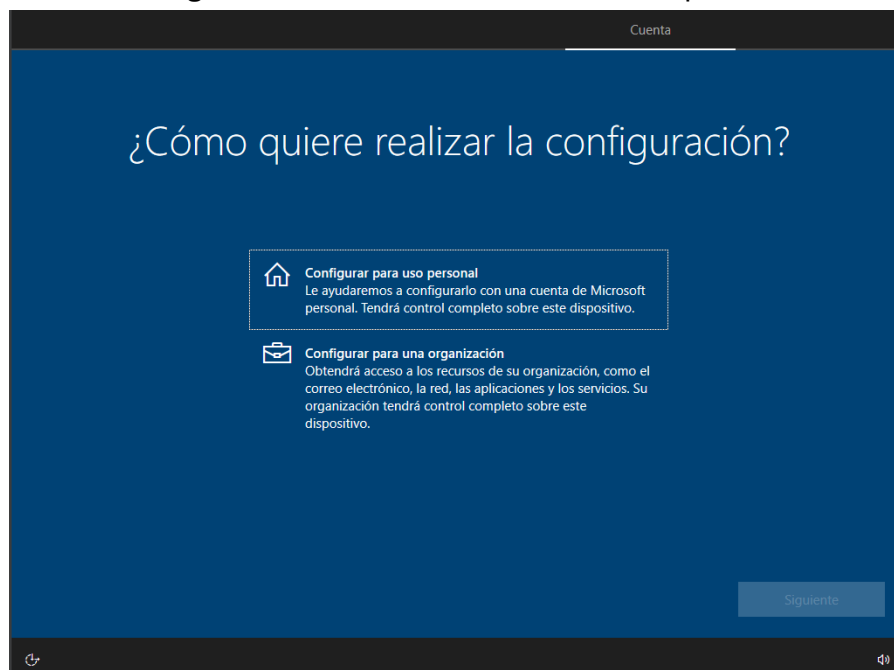 Cuenta
¿Cómo quiere realizar la configuración?
Configurar para uso personal
Le ayudaremos a configurarlo con una cuenta de Microsoft
personal. Tendrá control completo sobre este dispositivo.
Configurar para una organización
Obtendrá acceso a los recursos de su organización, como el
correo electrónico, la red, las aplicaciones y los servicios. Su
organización tendrá control completo sobre este
dispositivo.
Siguiente